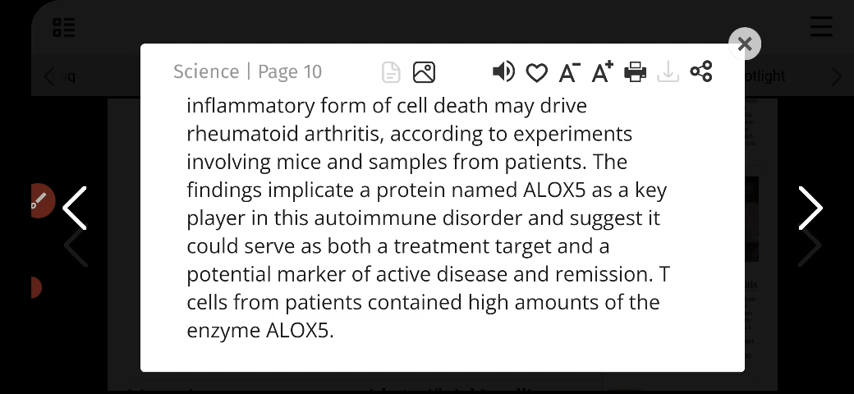 Science | Page 10
A- A+
q
otlight
inflammatory form of cell death may drive
rheumatoid arthritis, according to experiments
involving mice and samples from patients. The
findings implicate a protein named ALOX5 as a key
player in this autoimmune disorder and suggest it
could serve as both a treatment target and a
potential marker of active disease and remission. T
cells from patients contained high amounts of the
enzyme ALOX5.